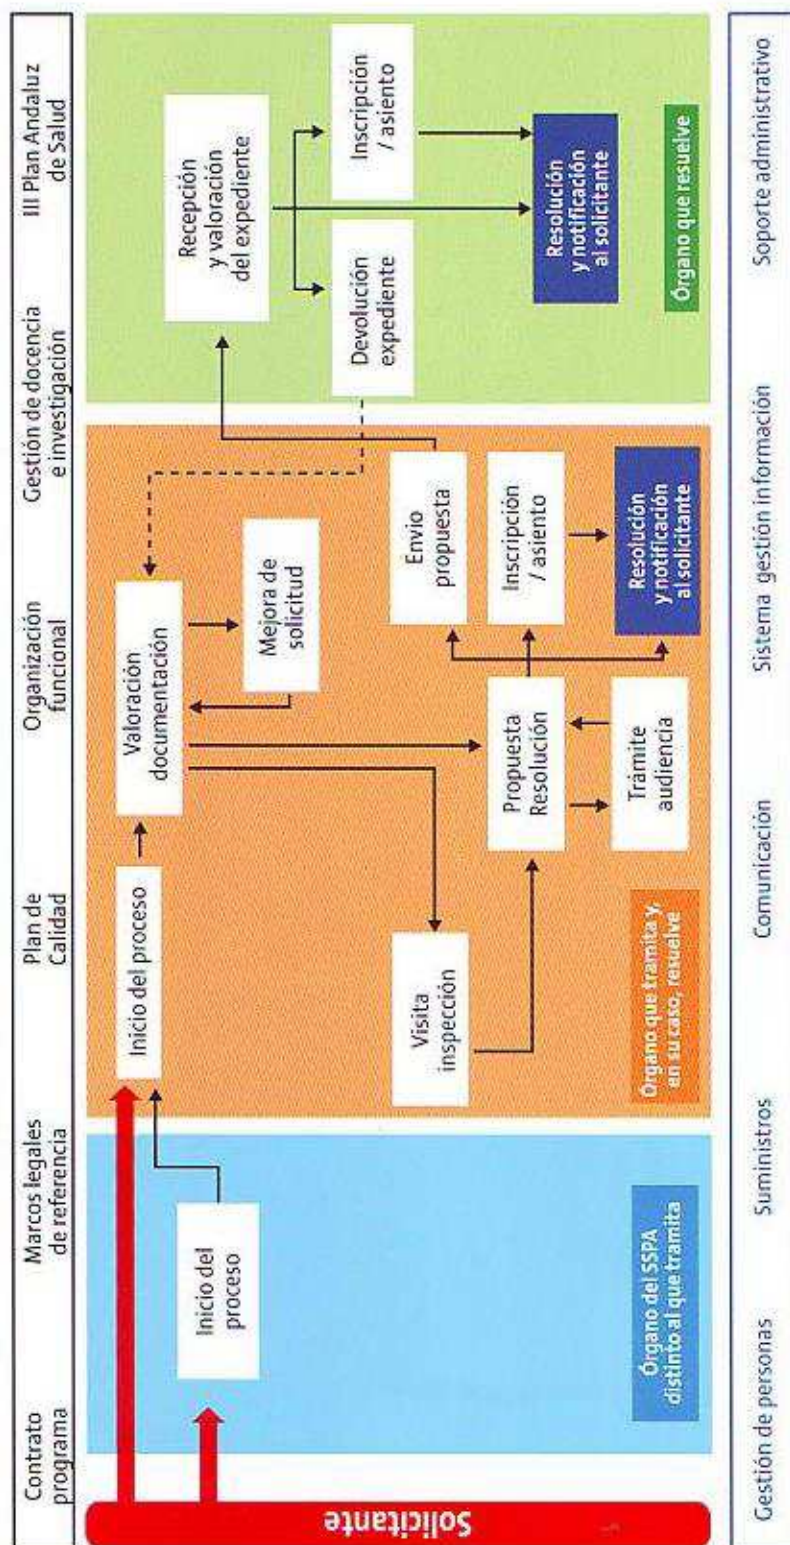 Contrato
programa
Marcos legales
de referencia
Plan de
Calidad
Organización
funcional
Gestión de docencia
e investigación
III Plan Andaluz
de Salud
Solicitante
Inicio del
proceso
Órgano del SSPA
distinto al que tramita
Inicio del proceso
Valoración
documentación
Mejora de
solicitud
Visita
inspección
Propuesta
Resolución
Trámite
audiencia
Envio
propuesta
Inscripción
/ asiento
Resolución
y notificación
al solicitante
Órgano que tramita y,
en su caso, resuelve
Recepción
y valoración
del expediente
Devolución
expediente
Inscripción
/ asiento
Resolución
y notificación
al solicitante
Órgano que resuelve
Gestión de personas
Suministros
Comunicación
Sistema gestión información
Soporte administrativo